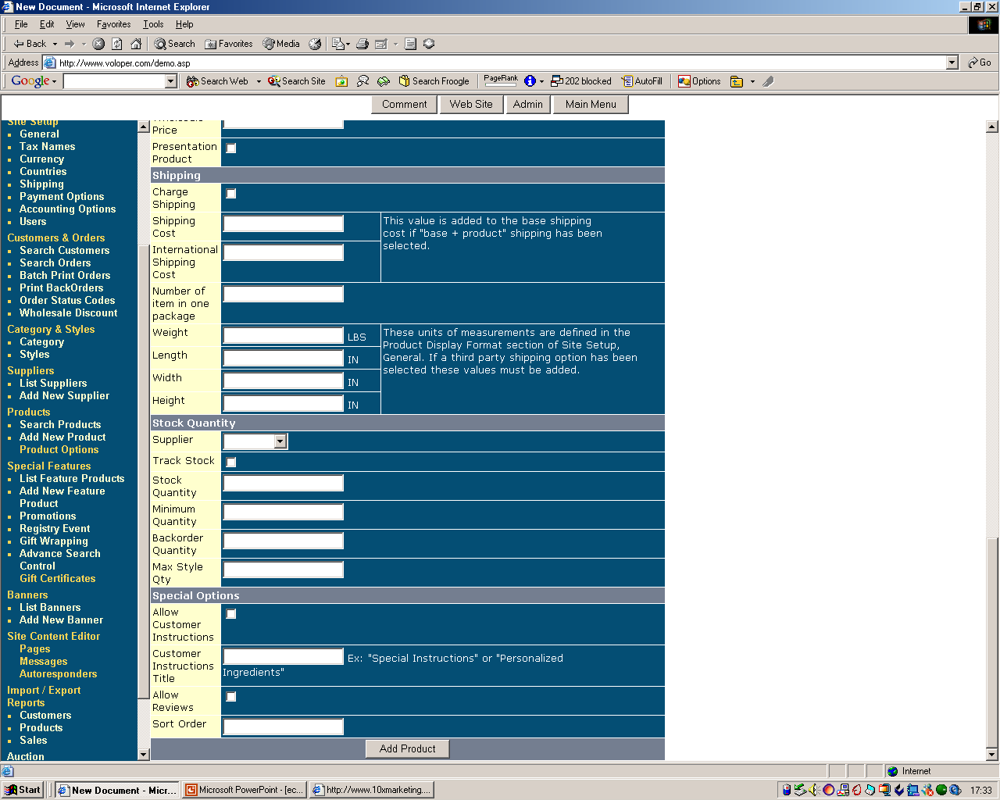 New Document - Microsoft Internet Explorer
File Edit View Favorites Tools Help
Back Search Favorites Media
Address http://www.voloper.com/demo.asp Go
Google Search Web Search Site Search Froogle PageRank 202 blocked AutoFill Options
Comment Web Site Admin Main Menu
Site Setup
General
Tax Names
Currency
Countries
Shipping
Payment Options
Accounting Options
Users
Customers & Orders
Search Customers
Search Orders
Batch Print Orders
Print BackOrders
Order Status Codes
Wholesale Discount
Category & Styles
Category
Styles
Suppliers
List Suppliers
Add New Supplier
Products
Search Products
Add New Product
Product Options
Special Features
List Feature Products
Add New Feature
Product
Promotions
Registry Event
Gift Wrapping
Advance Search
Control
Gift Certificates
Banners
List Banners
Add New Banner
Site Content Editor
Pages
Messages
Autoresponders
Import / Export
Reports
Customers
Products
Sales
Auction
Wholesale
Price
Presentation
Product
Shipping
Charge
Shipping
Shipping
Cost
This value is added to the base shipping
cost if "base + product" shipping has been
selected.
International
Shipping
Cost
Number of
item in one
package
Weight LBS
These units of measurements are defined in the
Product Display Format section of Site Setup,
General. If a third party shipping option has been
selected these values must be added.
Length IN
Width IN
Height IN
Stock Quantity
Supplier
Track Stock
Stock
Quantity
Minimum
Quantity
Backorder
Quantity
Max Style
Qty
Special Options
Allow
Customer
Instructions
Customer
Instructions
Title
Ex: "Special Instructions" or "Personalized
Ingredients"
Allow
Reviews
Sort Order
Add Product
Internet
Start New Document - Micr... Microsoft PowerPoint - [ec... http://www.10xmarketing.... 17:33